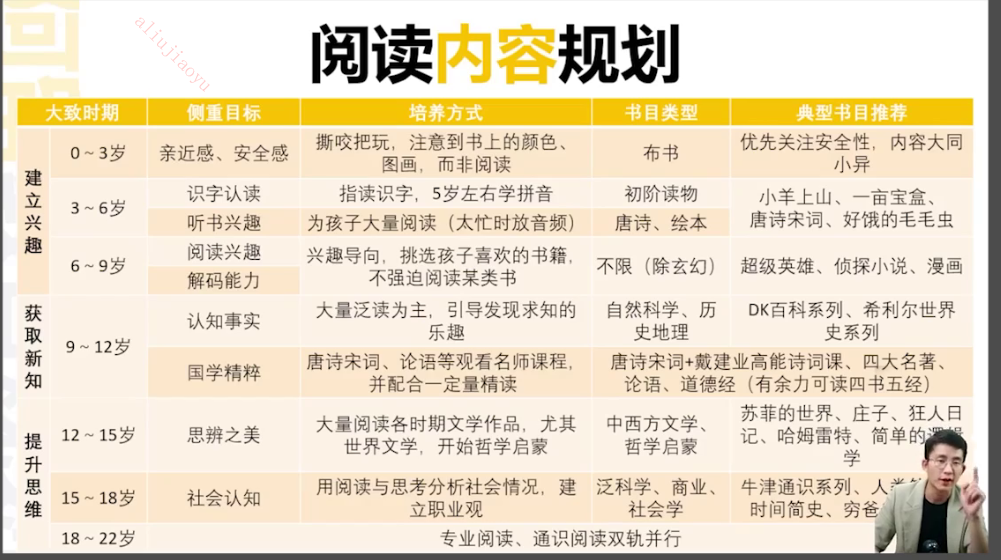 aliujiaoyu
阅读内容规划
大致时期 侧重目标 培养方式 书目类型 典型书目推荐
建立兴趣
0～3岁 亲近感、安全感
撕咬把玩，注意到书上的颜色、
图画，而非阅读
布书
优先关注安全性，内容大同
小异
3～6岁
识字认读 指读识字，5岁左右学拼音 初阶读物
听书兴趣 为孩子大量阅读（太忙时放音频） 唐诗、绘本
小羊上山、一亩宝盒、
唐诗宋词、好饿的毛毛虫
6～9岁
阅读兴趣
解码能力
兴趣导向，挑选孩子喜欢的书籍，
不强迫阅读某类书
不限（除玄幻） 超级英雄、侦探小说、漫画
获取新知
9～12岁
认知事实
大量泛读为主，引导发现求知的
乐趣
自然科学、历
史地理
DK百科系列、希利尔世界
史系列
国学精粹
唐诗宋词、论语等观看名师课程，
并配合一定量精读
唐诗宋词+戴建业高能诗词课、四大名著、
论语、道德经（有余力可读四书五经）
提升思维
12～15岁 思辨之美
大量阅读各时期文学作品，尤其
世界文学，开始哲学启蒙
中西方文学、
哲学启蒙
苏菲的世界、庄子、狂人日
记、哈姆雷特、简单的逻辑
学
15～18岁 社会认知
用阅读与思考分析社会情况，建
立职业观
泛科学、商业、
社会学
牛津通识系列、人类
时间简史、穷爸
18～22岁 专业阅读、通识阅读双轨并行